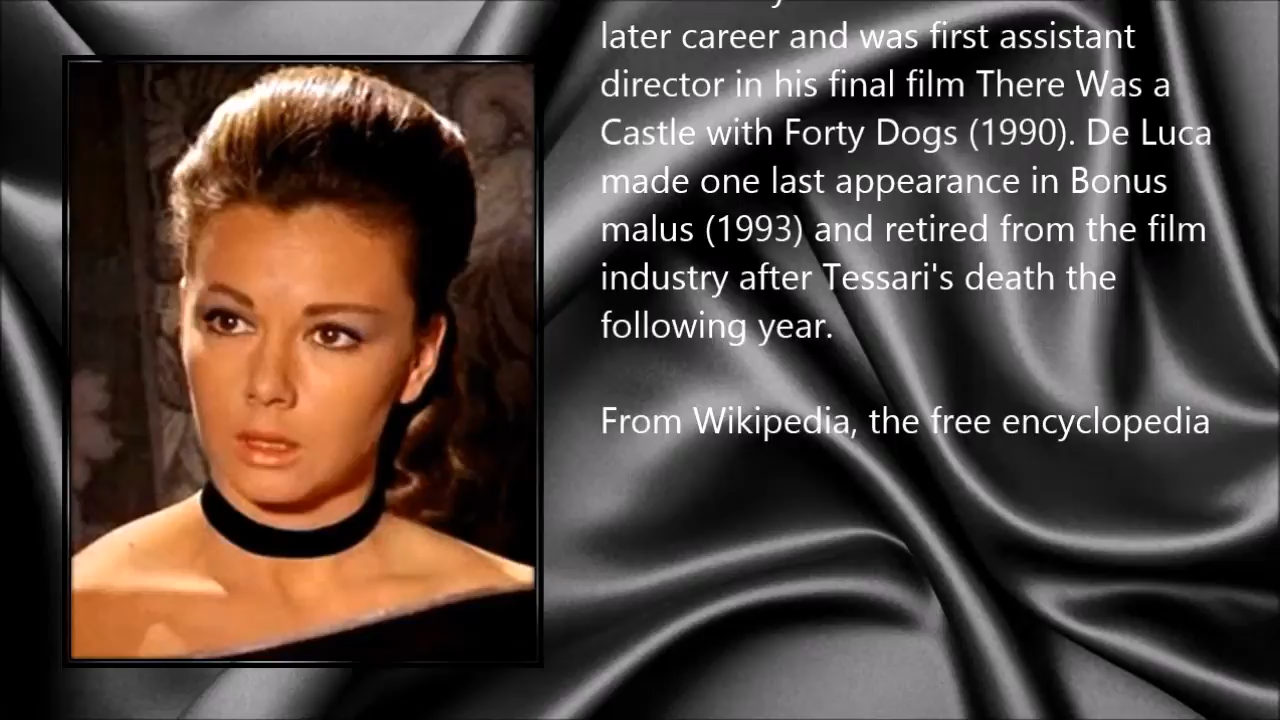 later career and was first assistant
director in his final film There Was a
Castle with Forty Dogs (1990). De Luca
made one last appearance in Bonus
malus (1993) and retired from the film
industry after Tessari's death the
following year.
From Wikipedia, the free encyclopedia